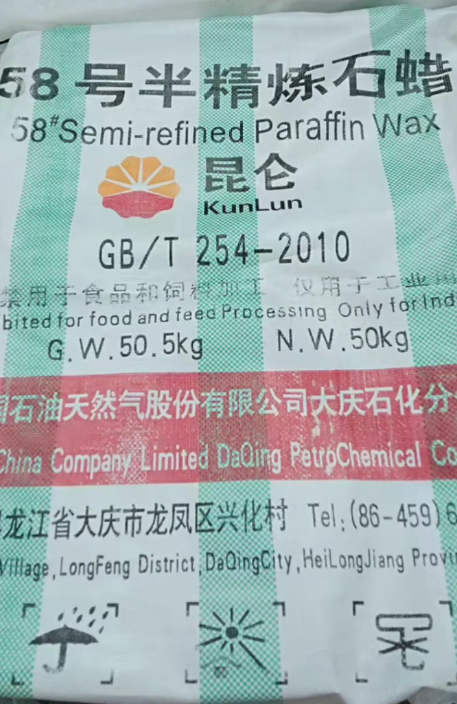 58号半精炼石蜡
58#Semi-refined Paraffin Wax
昆仑
KunLun
GB/T 254-2010
禁用于食品和饲料加工 仅用于工业用
bited for food and feed Processing Only for Ind
G.W.50.5kg N.W.50kg
国石油天然气股份有限公司大庆石化分
China Company Limited DaQing PetroChemical Co
龙江省大庆市龙凤区兴化村 Tel:(86-459)6
Village,LongFeng District,DaQingCity,HeiLongJiang Provin